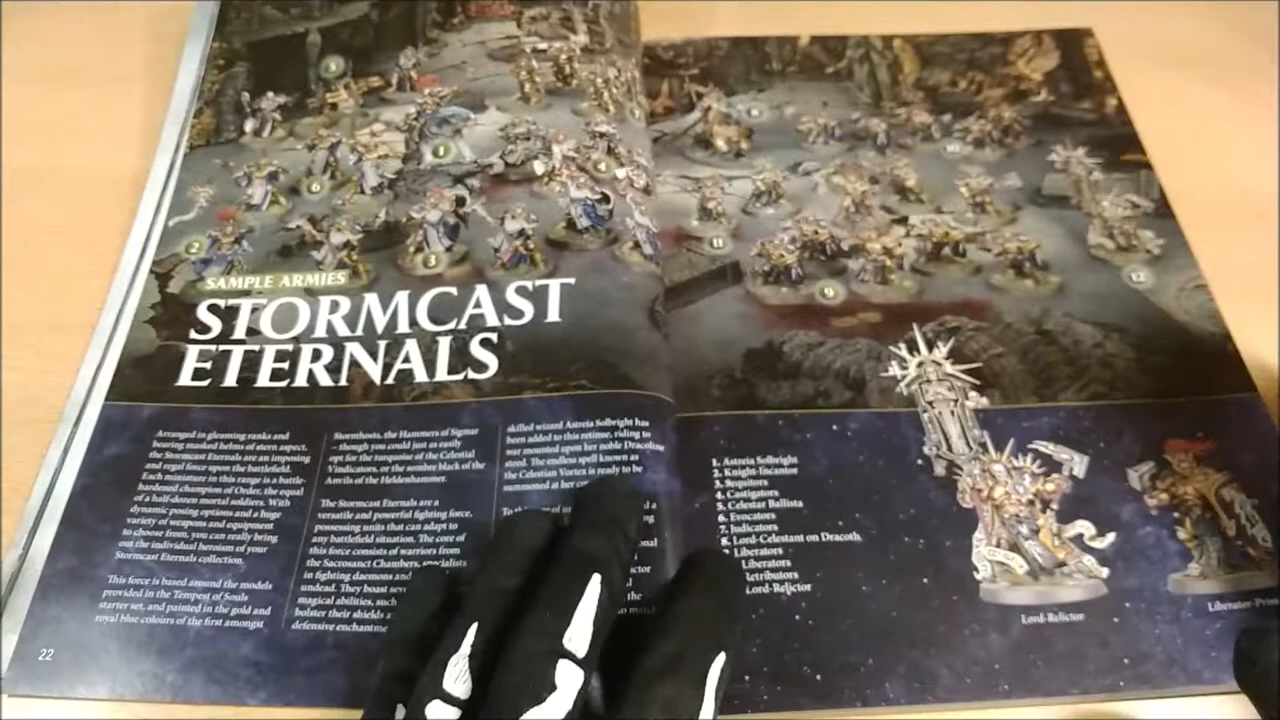 SAMPLE ARMIES
STORMCAST
ETERNALS
Arranged in gleaming ranks and
bearing masked helms of stern aspect,
the Stormcast Eternals are an imposing
and regal force upon the battlefield.
Each miniature in this range is a battle-
hardened champion of Order, the equal
of a half-dozen mortal soldiers. With
dynamic posing options and a huge
variety of weapons and equipment
to choose from, you can really bring
out the individual heroism of your
Stormcast Eternals collection.
This force is based around the models
provided in the Tempest of Souls
starter set, and painted in the gold and
royal blue colours of the first amongst
Stormhosts, the Hammers of Sigmar
– though you could just as easily
opt for the turquoise of the Celestial
Vindicators, or the sombre black of the
Anvils of the Heldenhammer.
The Stormcast Eternals are a
versatile and powerful fighting force,
possessing units that can adapt to
any battlefield situation. The core of
this force consists of warriors from
the Sacrosanct Chambers, specialists
in fighting daemons and
undead. They boast
magical abilities, such
bolster their shields
defensive
skilled wizard Astreia Solbright has
been added to this retinue, riding to
war mounted upon her noble Dracoline
steed. The endless spell known as
the Celestial Vortex is ready to be
summoned at her
1. Astreia Solbright
2. Knight-Incantor
3. Sequitors
4. Castigators
5. Celestar Ballista
6. Evocators
7. Judicators
8. Lord-Celestant on Dracoth
9. Liberators
Liberators
Retributors
Lord-Relictor
Lord-Relictor
22